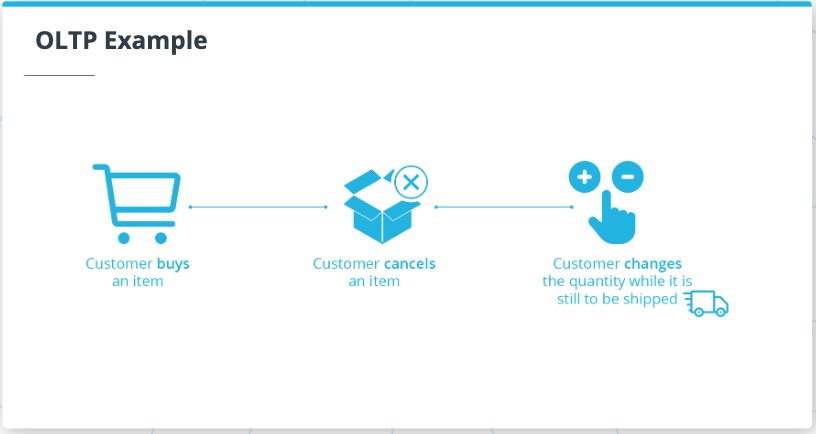 OLTP Example
Customer buys
an item
Customer cancels
an item
Customer changes
the quantity while it is
still to be shipped